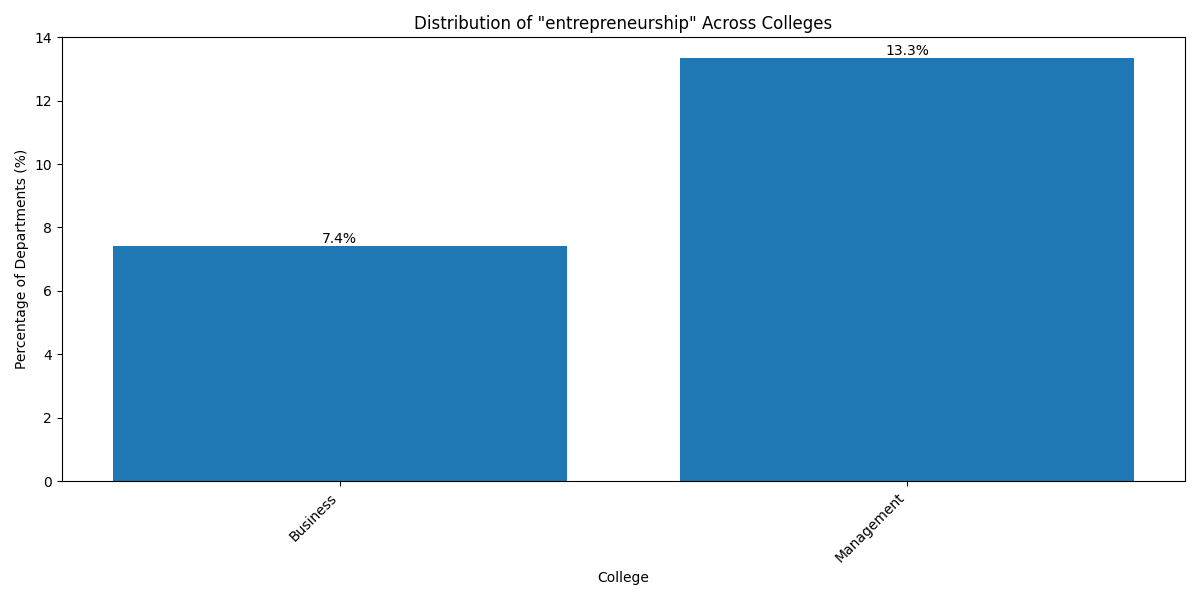 Distribution of "entrepreneurship" Across Colleges
Percentage of Departments (%)
14
12
10
8
6
4
2
0
7.4%
13.3%
Business
Management
College